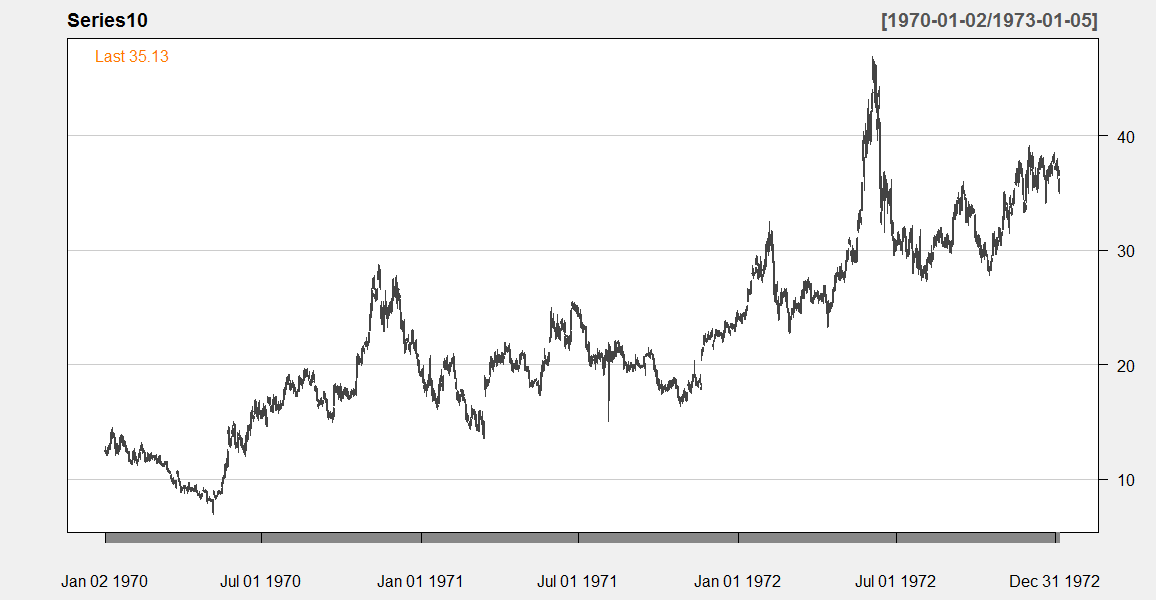 Series10 [1970-01-02/1973-01-05]
Last 35.13
40
30
20
10
Jan 02 1970 Jul 01 1970 Jan 01 1971 Jul 01 1971 Jan 01 1972 Jul 01 1972 Dec 31 1972